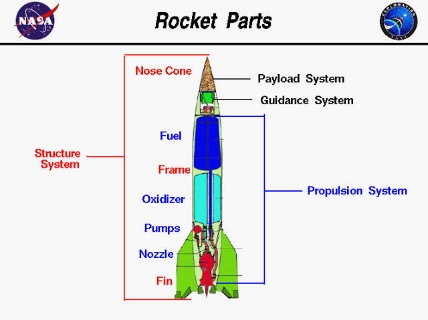 NASA
Rocket Parts
Nose Cone
Payload System
Guidance System
Fuel
Structure
System
Frame
Propulsion System
Oxidizer
Pumps
Nozzle
Fin